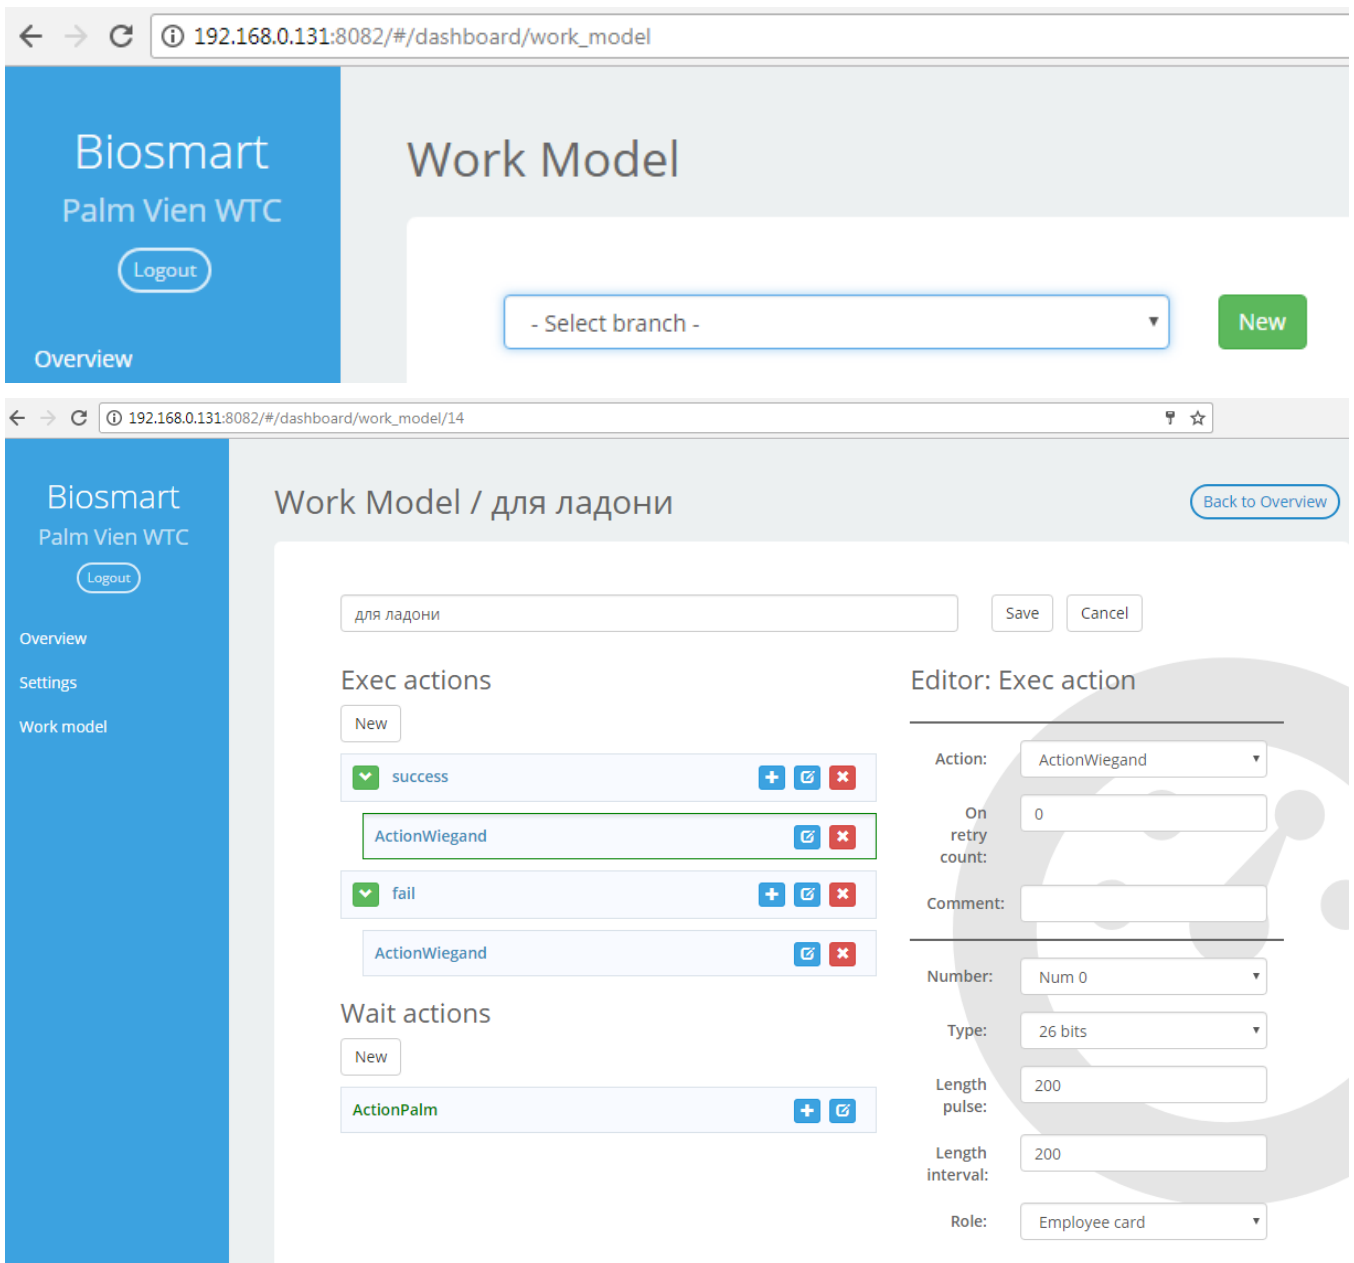 192.168.0.131:8082/#/dashboard/work_model
Biosmart
Palm Vien WTC
Logout
Overview
Work Model
- Select branch -
New
192.168.0.131:8082/#/dashboard/work_model/14
Biosmart
Palm Vien WTC
Logout
Overview
Settings
Work model
Work Model / для ладони
Back to Overview
для ладони
Save
Cancel
Exec actions
New
success
ActionWiegand
fail
ActionWiegand
Wait actions
New
ActionPalm
Editor: Exec action
Action:
ActionWiegand
On
retry
count:
0
Comment:
Number:
Num 0
Type:
26 bits
Length
pulse:
200
Length
interval:
200
Role:
Employee card